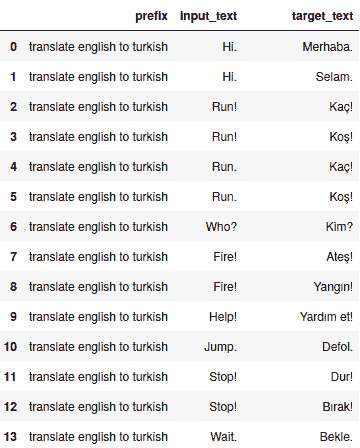 prefix input_text target_text
0 translate english to turkish Hi. Merhaba.
1 translate english to turkish Hi. Selam.
2 translate english to turkish Run! Kaç!
3 translate english to turkish Run! Koş!
4 translate english to turkish Run. Kaç!
5 translate english to turkish Run. Koş!
6 translate english to turkish Who? Kim?
7 translate english to turkish Fire! Ateş!
8 translate english to turkish Fire! Yangın!
9 translate english to turkish Help! Yardım et!
10 translate english to turkish Jump. Defol.
11 translate english to turkish Stop! Dur!
12 translate english to turkish Stop! Bırak!
13 translate english to turkish Wait. Bekle.